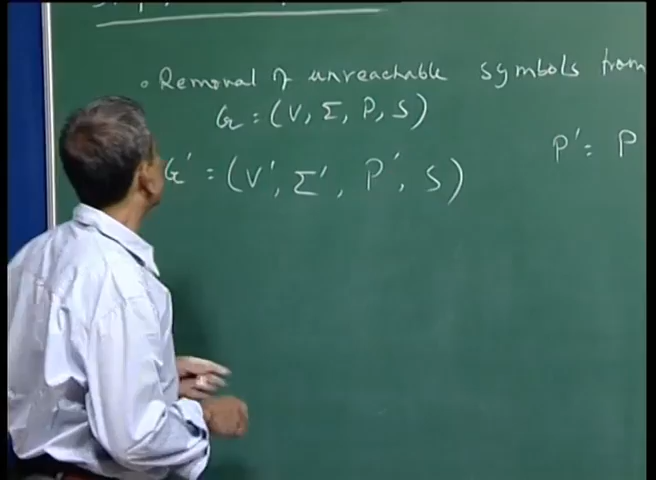 • Removal of unreachable symbols from
G = (V, Σ, P, S)
G' = (V', Σ', P', S)
P' = P